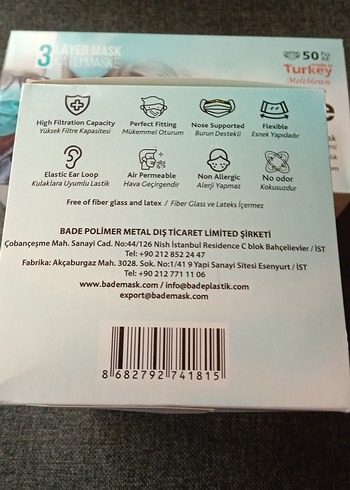 3
LAYER MASK
50
Turkey
Meltblown
High Filtration Capacity
Yüksek Filtre Kapasitesi
Perfect Fitting
Mükemmel Oturum
Nose Supported
Burun Destekli
Flexible
Esnek Yapıdadır
Elastic Ear Loop
Kulaklara Uyumlu Lastik
Air Permeable
Hava Geçirgendir
Non Allergic
Alerji Yapmaz
No odor
Kokusuzdur
Free of fiber glass and latex / Fiber Glass ve Lateks İçermez
BADE POLİMER METAL DIŞ TİCARET LİMİTED ŞİRKETİ
Çobançeşme Mah. Sanayi Cad. No:44/126 Nish İstanbul Residence C blok Bahçelievler / İST
Tel: +90 212 852 24 47
Fabrika: Akçaburgaz Mah. 3028. Sok. No:1/41 9 Yapi Sanayi Sitesi Esenyurt / İST
Tel: +90 212 771 11 06
www.bademask.com / info@badeplastik.com
export@bademask.com
8 682792 741815